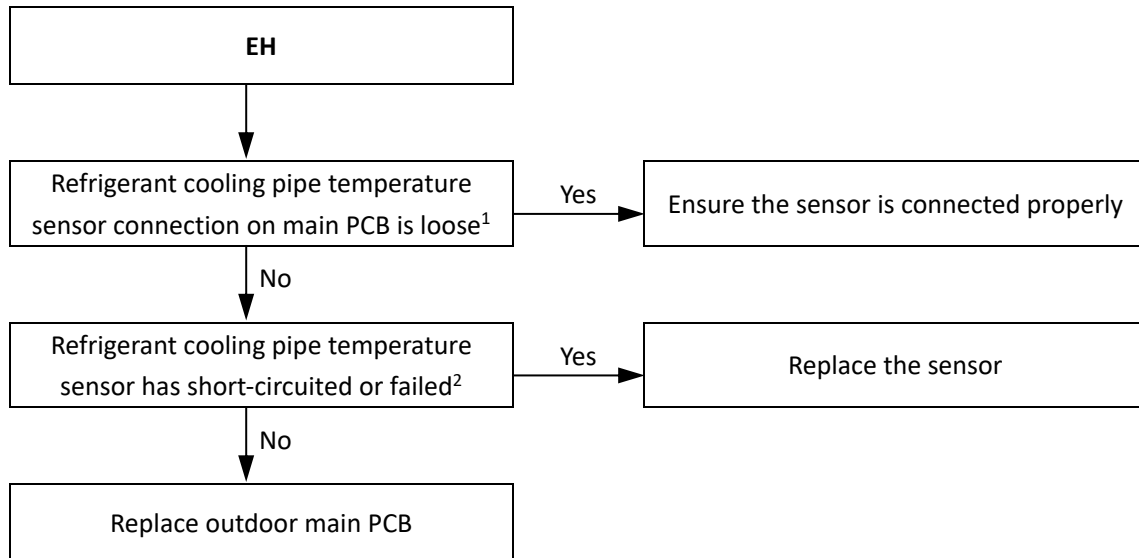 EH
Refrigerant cooling pipe temperature
sensor connection on main PCB is loose¹
Yes
Ensure the sensor is connected properly
No
Refrigerant cooling pipe temperature
sensor has short-circuited or failed²
Yes
Replace the sensor
No
Replace outdoor main PCB